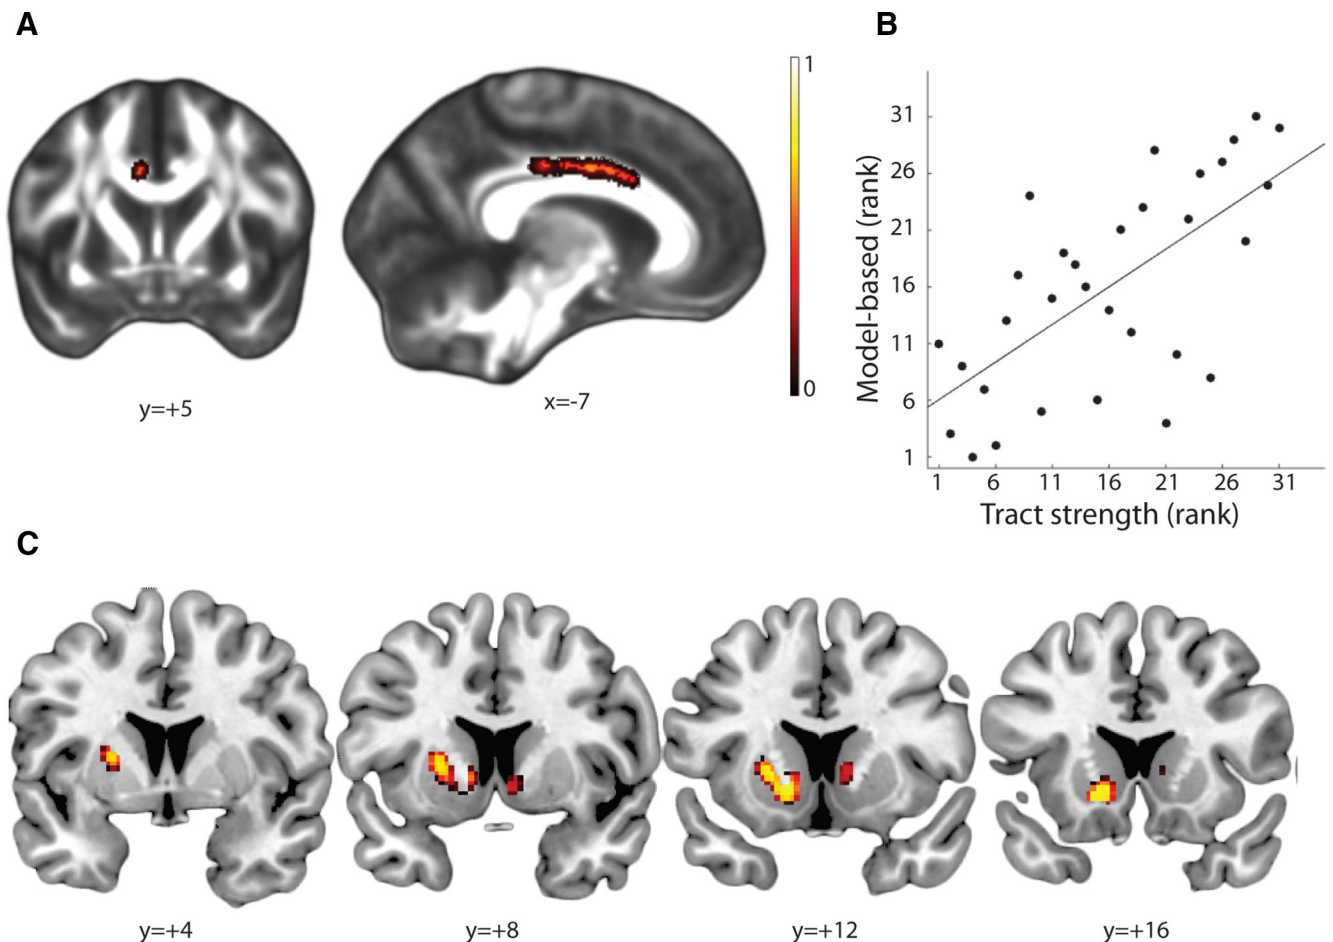 A
B
1
0
y=+5
x=-7
Model-based (rank)
31
26
21
16
11
6
1
1 6 11 16 21 26 31
Tract strength (rank)
C
y=+4 y=+8 y=+12 y=+16